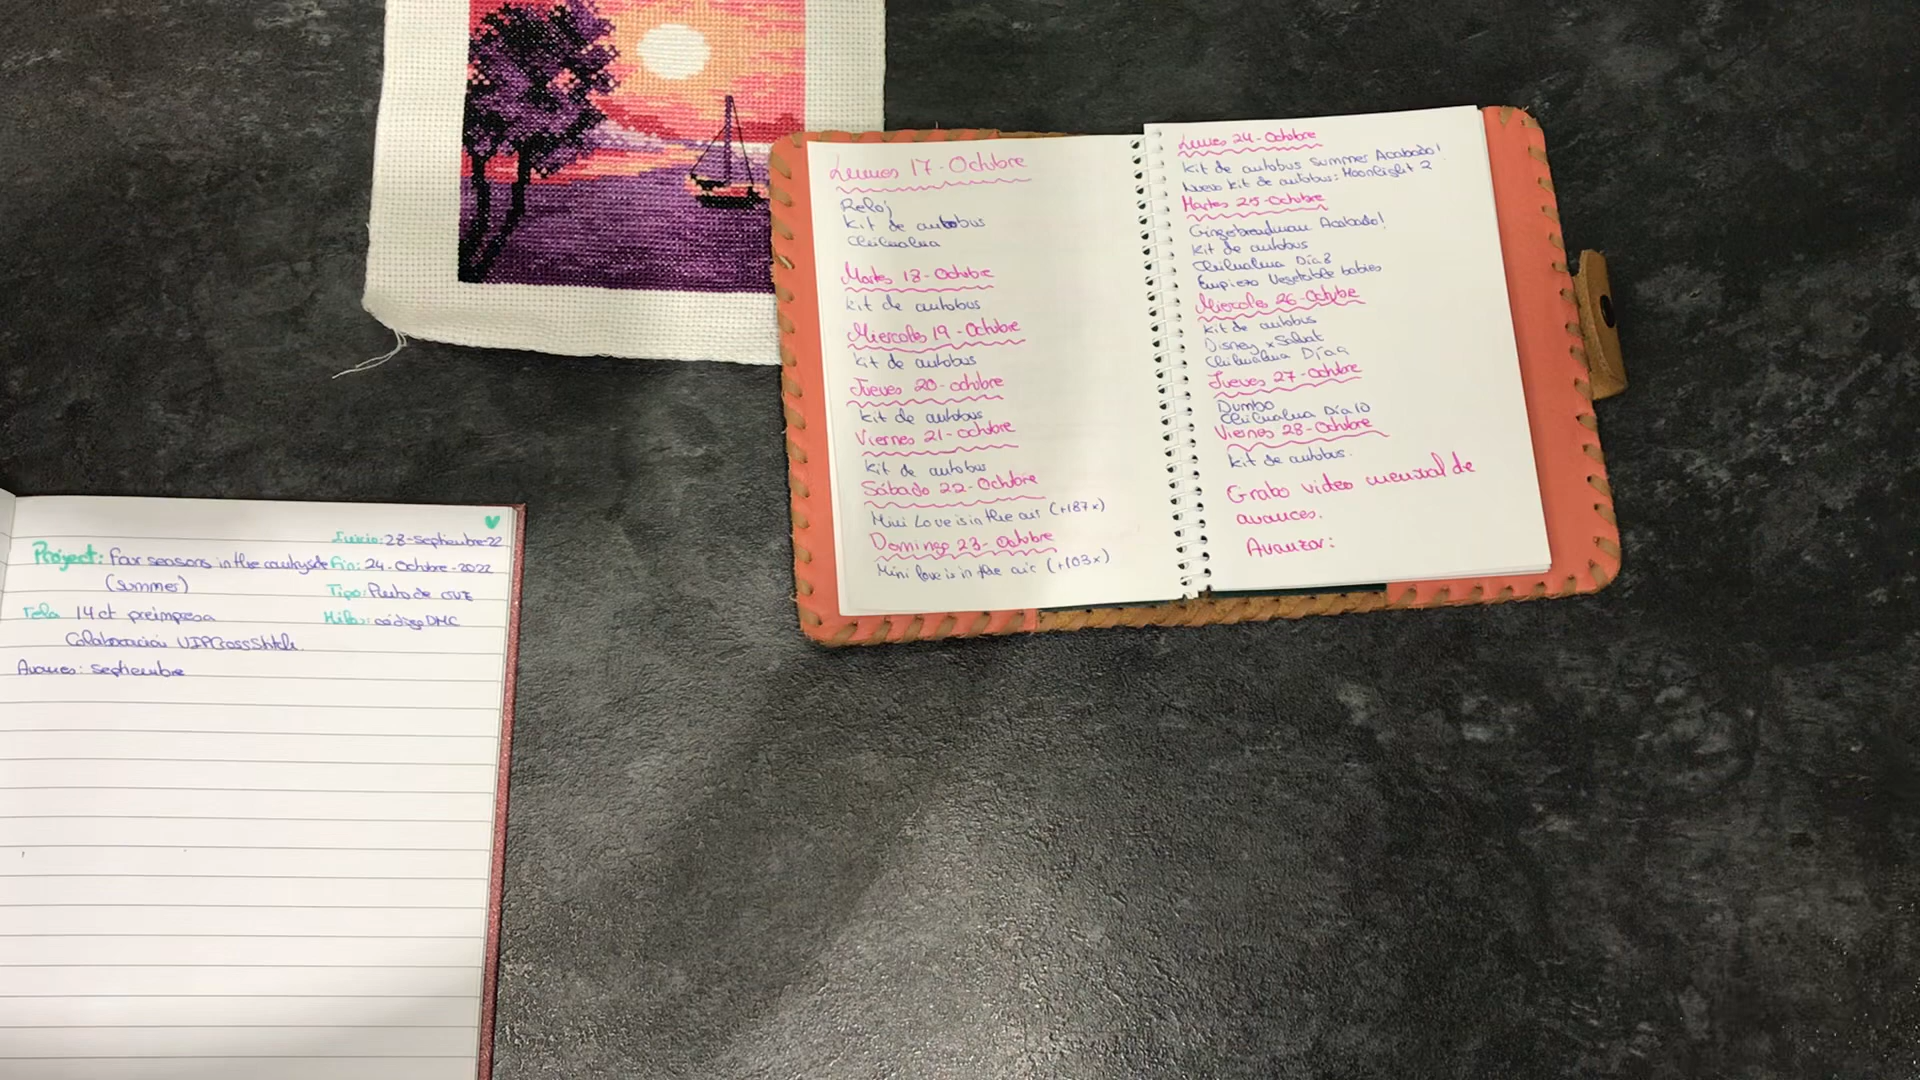 Inicio: 28-septiembre-22
Project: Four seasons in the countryside Fin: 24-Octubre-2022
(summer)
Tipo: Punto de cruz
Tela 14ct preimpresa
Hilos: código DMC
Colaboración VIPCrossStitch.
Avances: septiembre
Lunes 17-Octubre
Reloj
Kit de autobus
Chihuahua
Martes 18-Octubre
Kit de autobus
Miercoles 19-Octubre
Kit de autobus
Jueves 20-octubre
Kit de autobus
Viernes 21-octubre
Kit de autobus
Sábado 22-Octubre
Mini Love is in the air (+187x)
Domingo 23-Octubre
Mini love is in the air (+103x)
Lunes 24-Octubre
Kit de autobus Summer Acabado!
Nuevo kit de autobus: Moonlight 2
Martes 25-Octubre
Gingerbreadman Acabado!
Kit de autobus
Chihuahua Día 8
Empiezo Vegetable babies
Miercoles 26-Octubre
Kit de autobus
Disney x Salvat
Chihuahua Día 9
Jueves 27-Octubre
Dumbo
Chihuahua Día 10
Viernes 28-Octubre
Kit de autobus.
Grabo video mensual de
avances.
Avanzar: